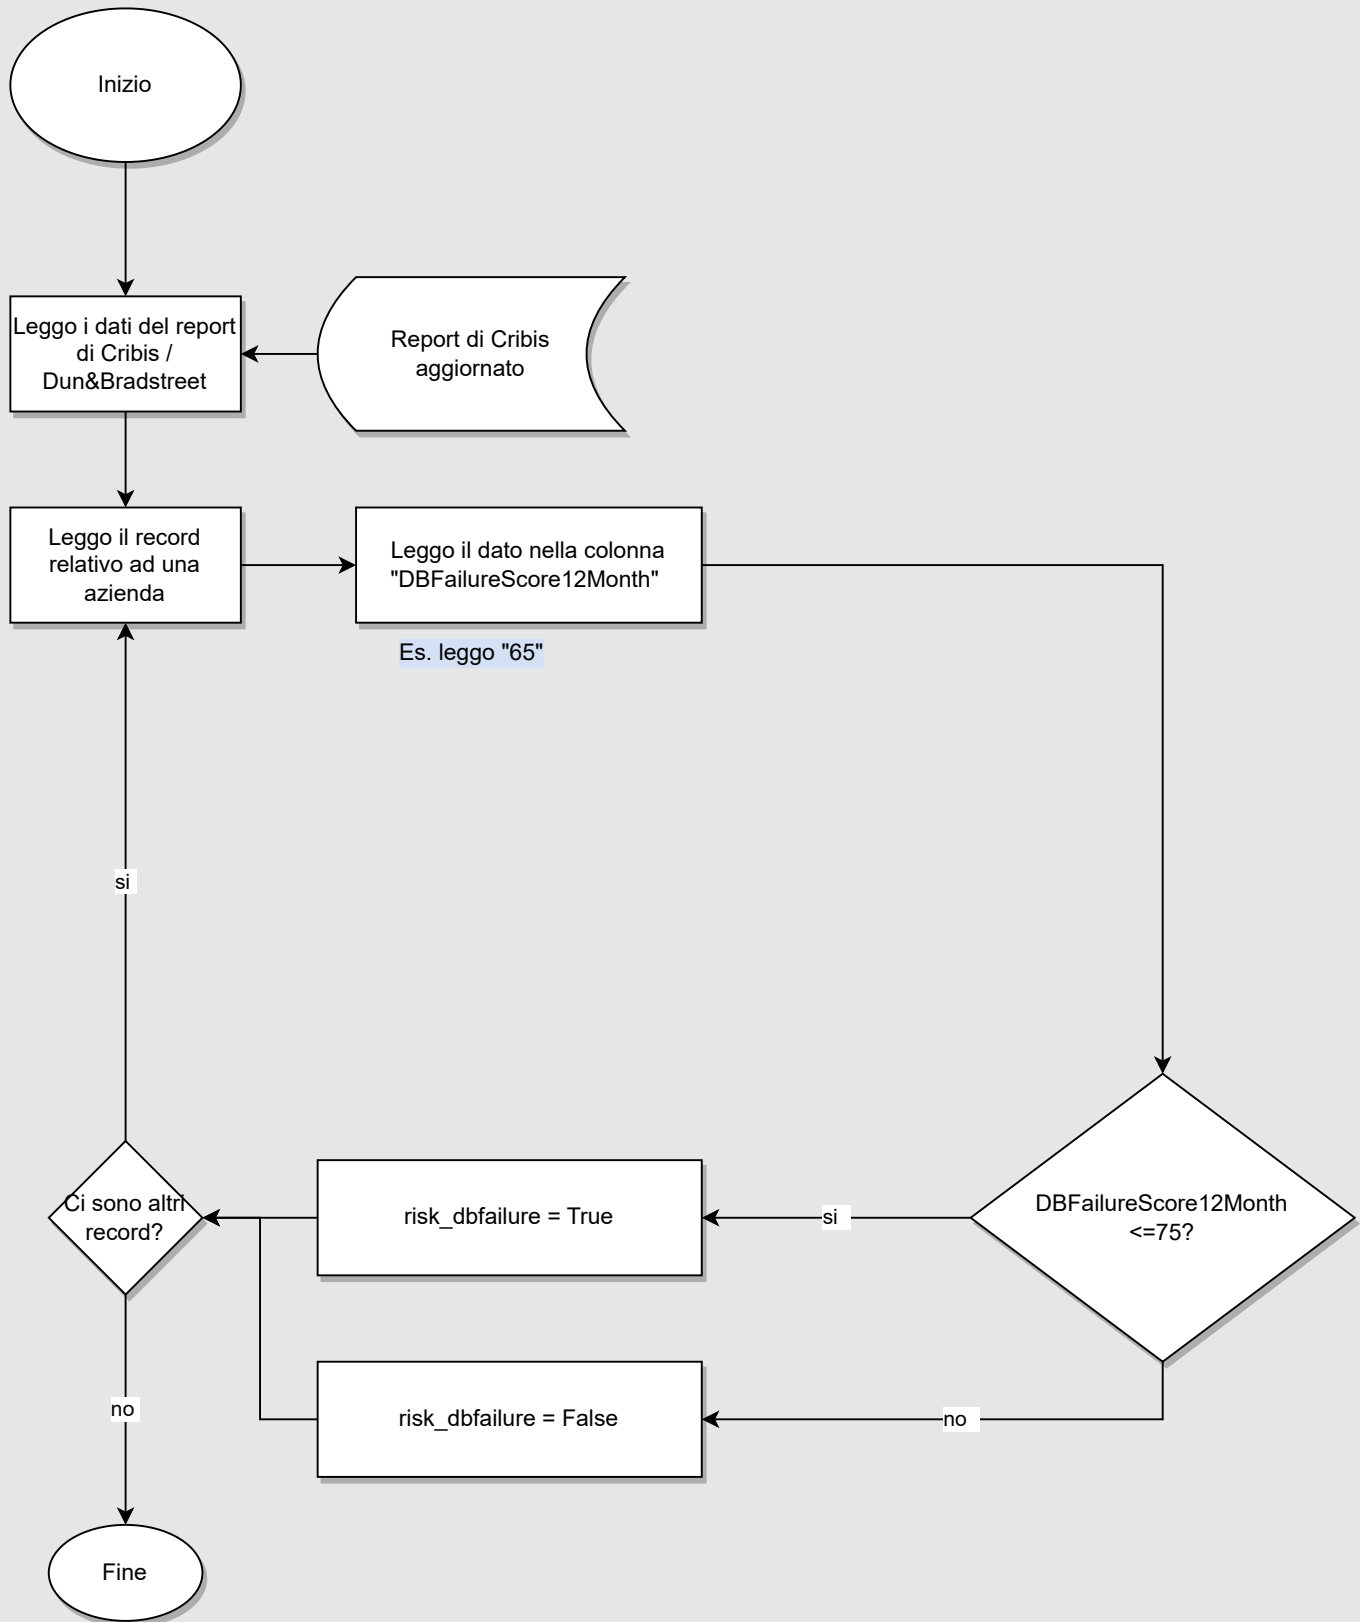 Inizio
Leggo i dati del report
di Cribis /
Dun&Bradstreet
Report di Cribis
aggiornato
Leggo il record
relativo ad una
azienda
Leggo il dato nella colonna
"DBFailureScore12Month"
Es. leggo "65"
si
Ci sono altri
record?
risk_dbfailure = True
si
DBFailureScore12Month
<=75?
no
risk_dbfailure = False
no
Fine